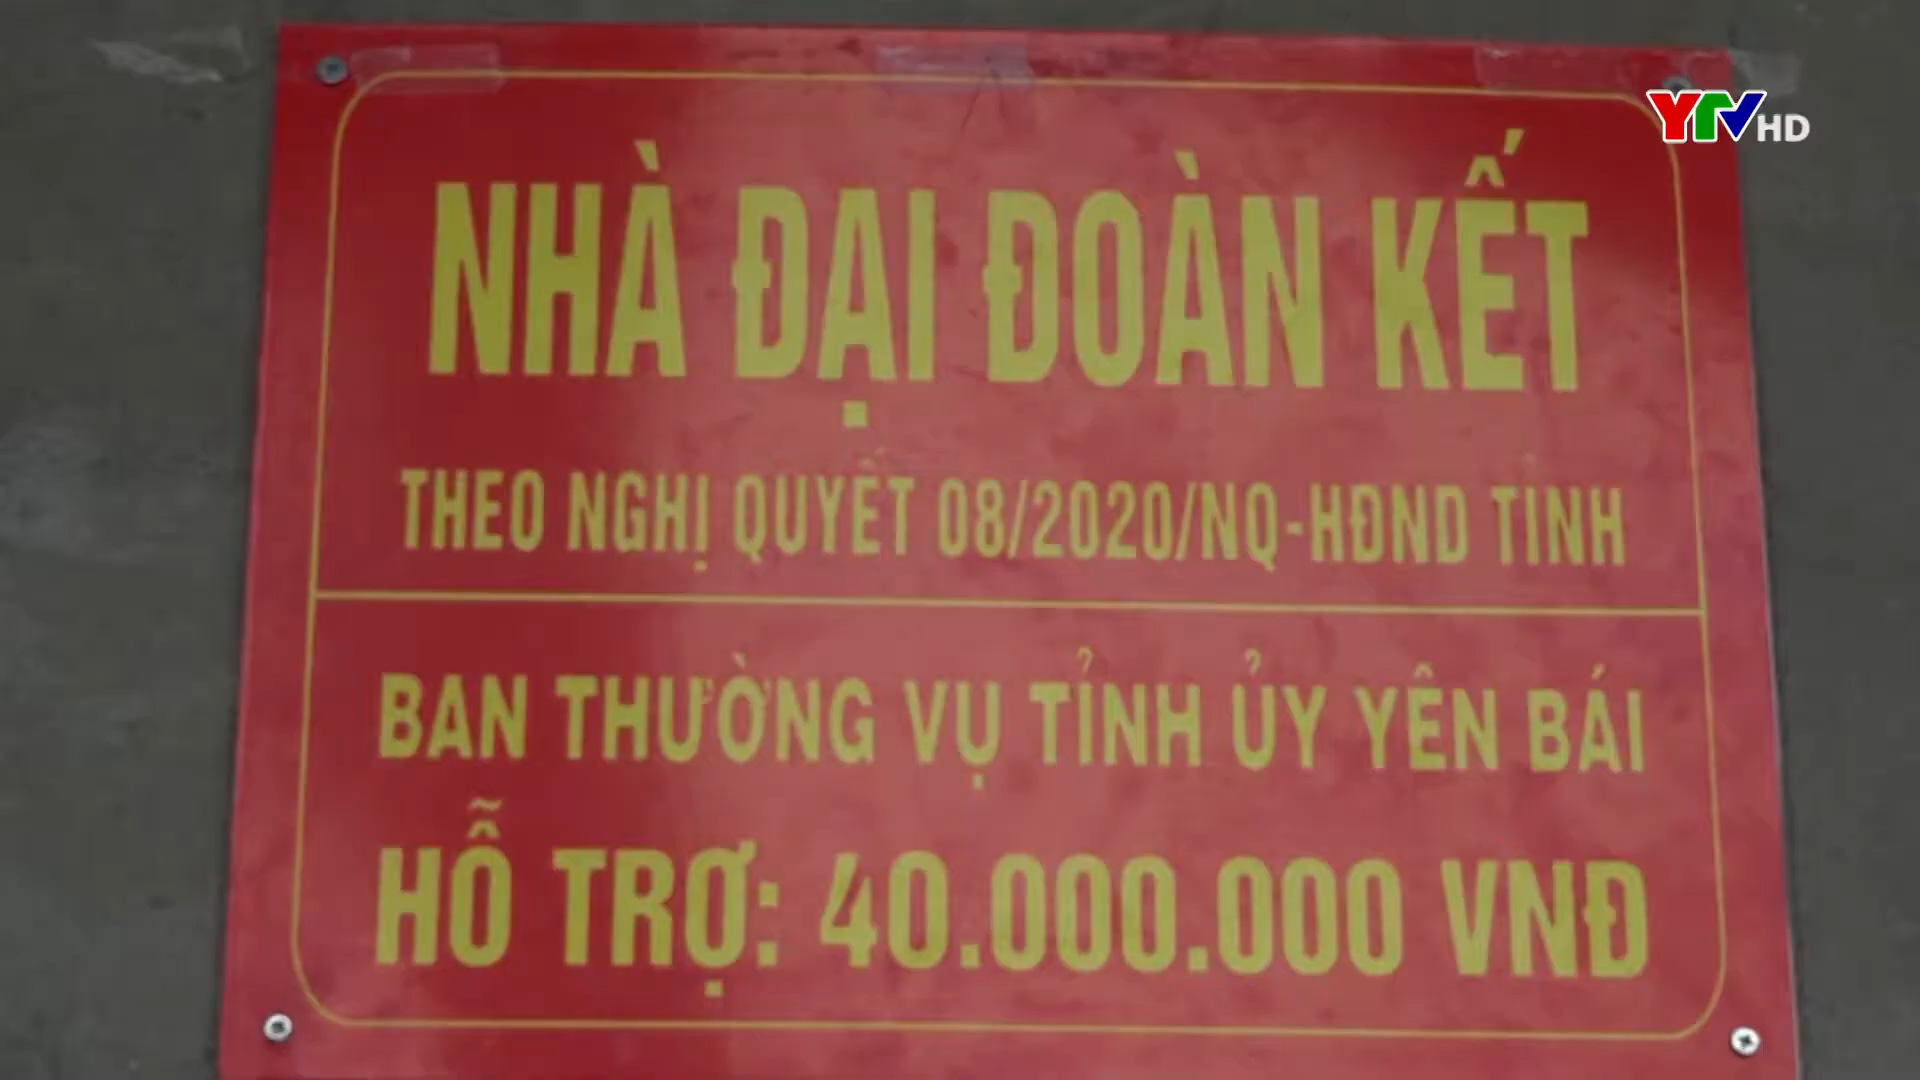 YTV HD
NHÀ ĐẠI ĐOÀN KẾT
THEO NGHỊ QUYẾT 08/2020/NQ-HĐND TỈNH
BAN THƯỜNG VỤ TỈNH ỦY YÊN BÁI
HỖ TRỢ: 40.000.000 VNĐ